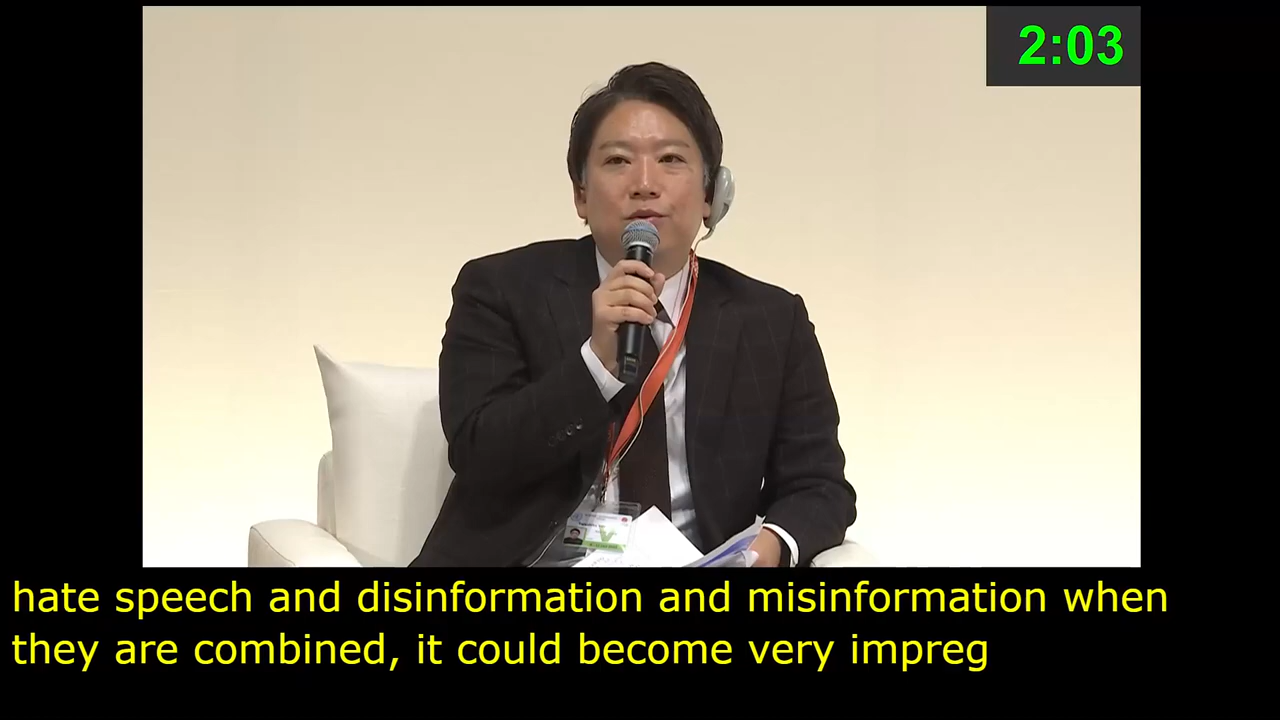 2:03
hate speech and disinformation and misinformation when
they are combined, it could become very impreg